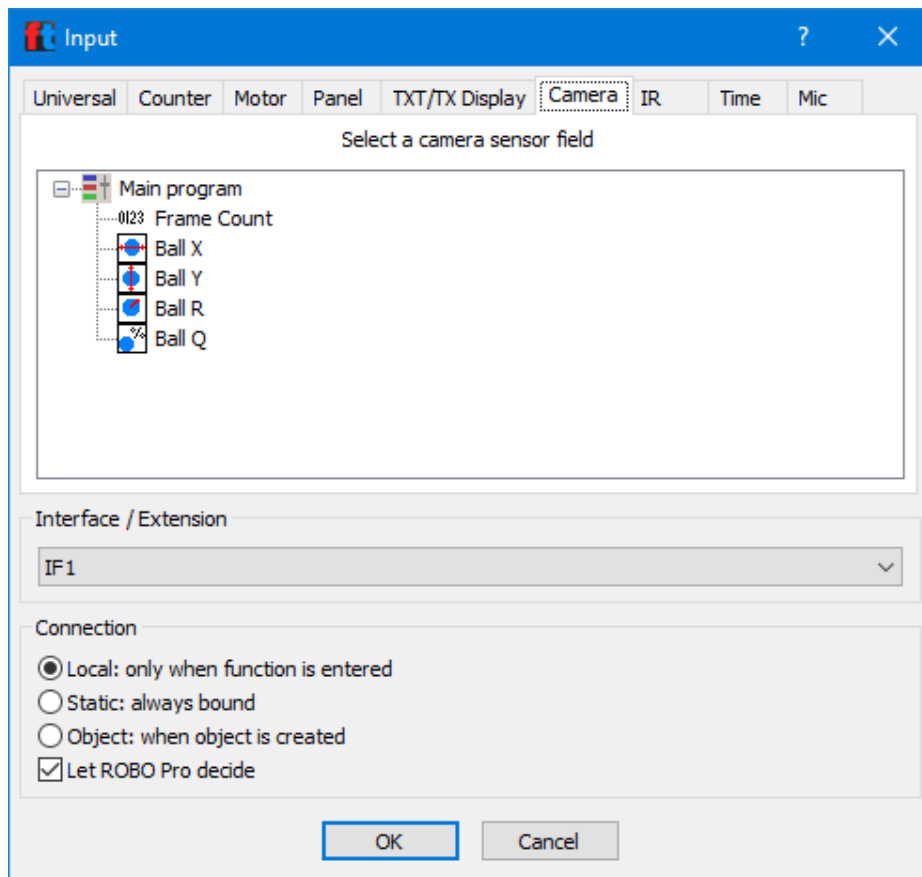 ft Input ?
Universal Counter Motor Panel TXT/TX Display Camera IR Time Mic
Select a camera sensor field
Main program
0123 Frame Count
Ball X
Ball Y
Ball R
% Ball Q
Interface / Extension
IF1
Connection
Local: only when function is entered
Static: always bound
Object: when object is created
Let ROBO Pro decide
OK Cancel